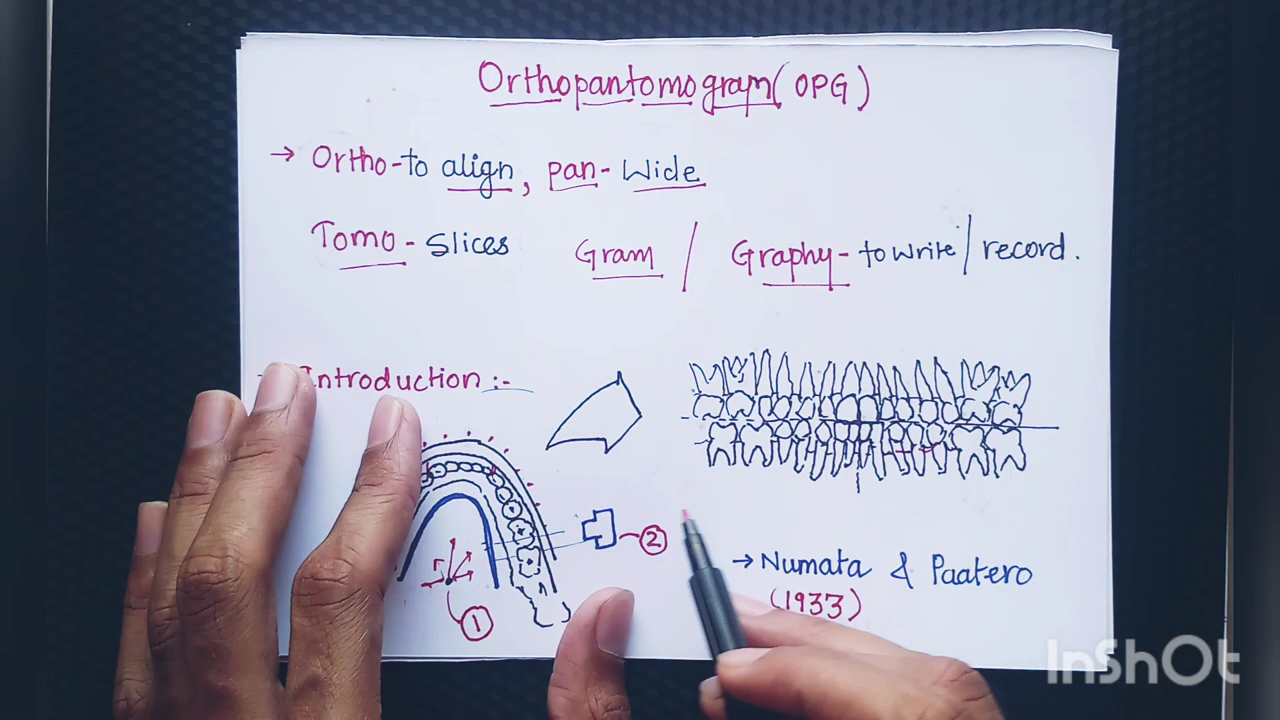 Orthopantomogram (OPG)
→ Ortho-to align, pan- Wide
Tomo - Slices Gram / Graphy- to write/record.
Introduction :-
②
①
→ Numata & Paatero
(1933)
InShOt